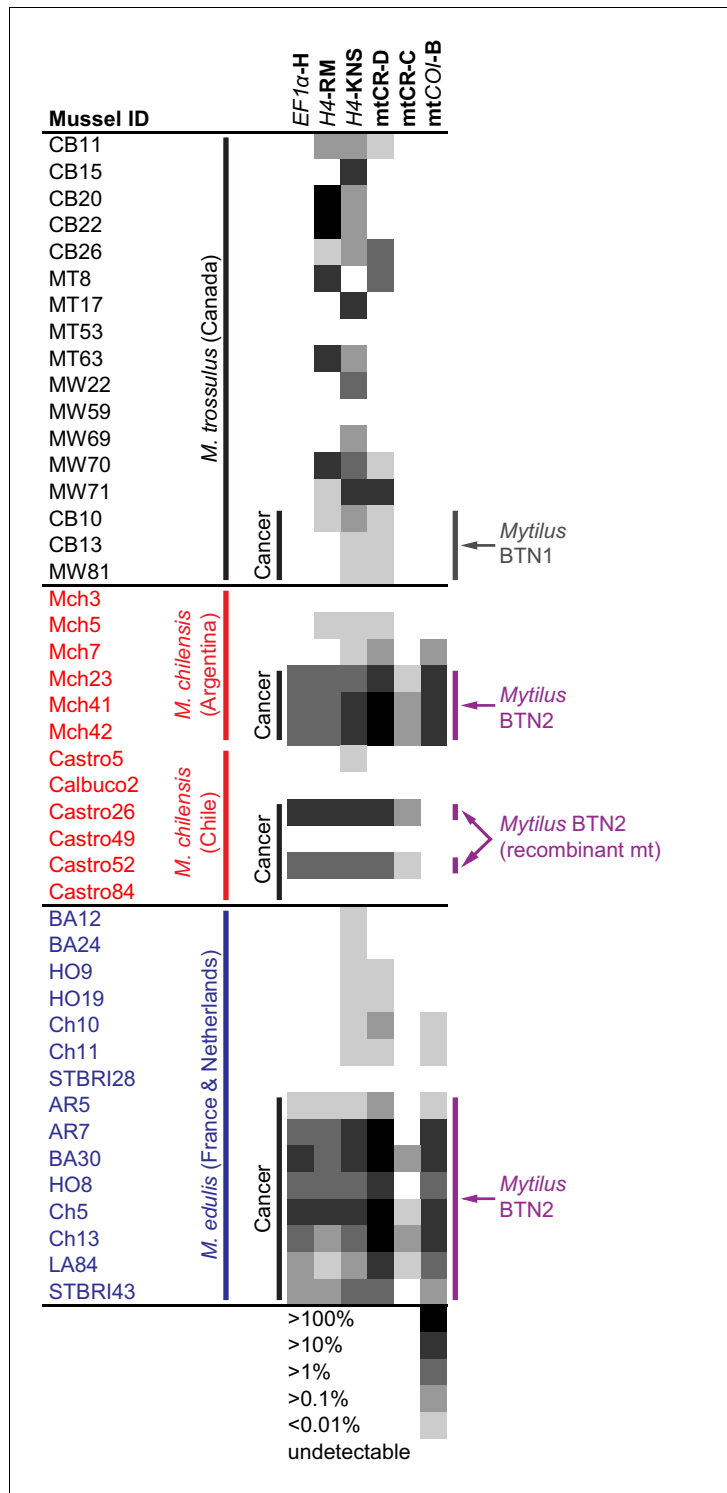 EF1α-H
H4-RM
H4-KNS
mtCR-D
mtCR-C
mtCOI-B
Mussel ID
CB11
CB15
CB20
CB22
CB26
MT8
MT17
MT53
MT63
MW22
MW59
MW69
MW70
MW71
CB10
CB13
MW81
M. trossulus (Canada)
Cancer
Mytilus
BTN1
Mch3
Mch5
Mch7
Mch23
Mch41
Mch42
M. chilensis
(Argentina)
Cancer
Mytilus
BTN2
Castro5
Calbuco2
Castro26
Castro49
Castro52
Castro84
M. chilensis
(Chile)
Cancer
Mytilus BTN2
(recombinant mt)
BA12
BA24
HO9
HO19
Ch10
Ch11
STBRI28
AR5
AR7
BA30
HO8
Ch5
Ch13
LA84
STBRI43
M. edulis (France & Netherlands)
Cancer
Mytilus
BTN2
>100%
>10%
>1%
>0.1%
<0.01%
undetectable